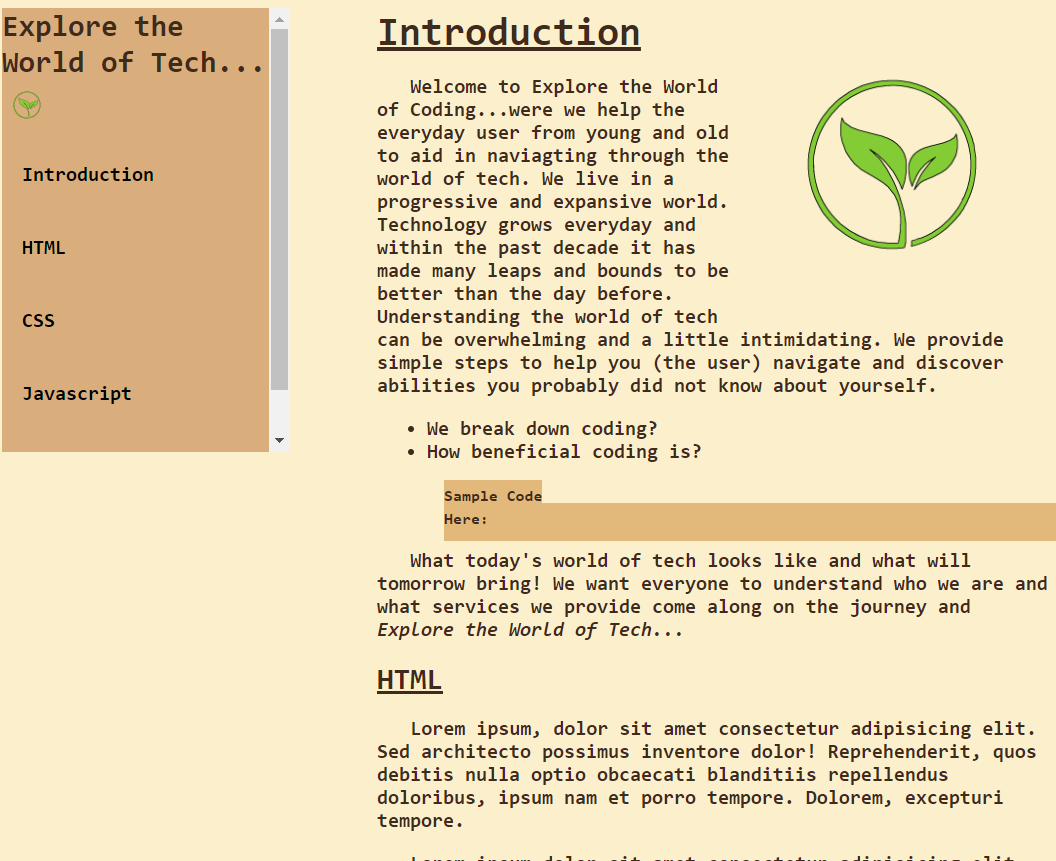 Explore the
World of Tech...
Introduction
HTML
CSS
Javascript
Introduction
Welcome to Explore the World
of Coding...were we help the
everyday user from young and old
to aid in naviagting through the
world of tech. We live in a
progressive and expansive world.
Technology grows everyday and
within the past decade it has
made many leaps and bounds to be
better than the day before.
Understanding the world of tech
can be overwhelming and a little intimidating. We provide
simple steps to help you (the user) navigate and discover
abilities you probably did not know about yourself.
• We break down coding?
• How beneficial coding is?
Sample Code
Here:
What today's world of tech looks like and what will
tomorrow bring! We want everyone to understand who we are and
what services we provide come along on the journey and
Explore the World of Tech...
HTML
Lorem ipsum, dolor sit amet consectetur adipisicing elit.
Sed architecto possimus inventore dolor! Reprehenderit, quos
debitis nulla optio obcaecati blanditiis repellendus
doloribus, ipsum nam et porro tempore. Dolorem, excepturi
tempore.